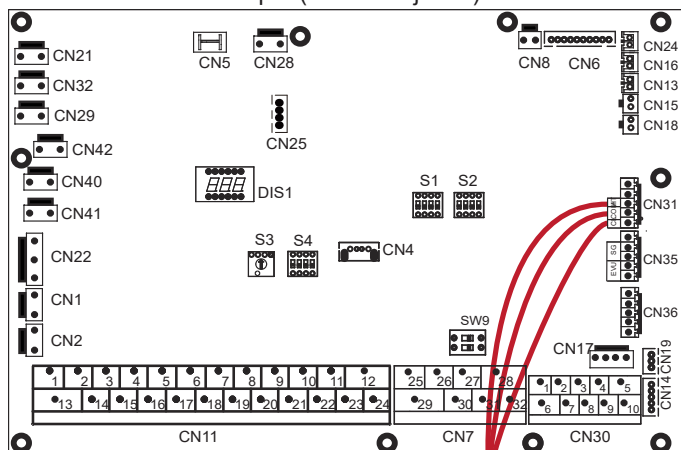 CN21
CN5
CN28
CN8
CN6
CN24
CN16
CN13
CN15
CN18
CN32
CN29
CN42
CN25
CN40
CN41
DIS1
S1
S2
CN31
SG
EVU
CN35
CN22
S3
S4
CN4
CN36
CN1
CN2
SW9
CN17
CN19
CN14
1 2 3 4 5 6 7 8 9 10 11 12
13 14 15 16 17 18 19 20 21 22 23 24
25 26 27 28
29 30 31 32
1 2 3 4 5
6 7 8 9 10
CN11
CN7
CN30